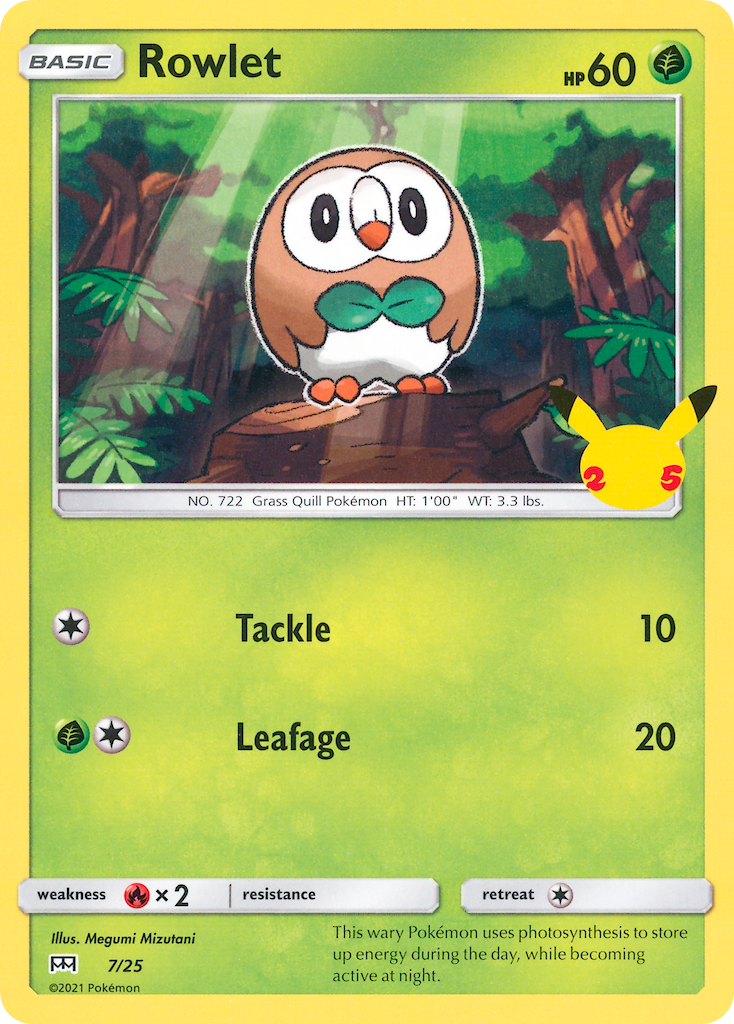 BASIC Rowlet HP60
25
NO. 722 Grass Quill Pokémon HT: 1'00" WT: 3.3 lbs.
Tackle 10
Leafage 20
weakness ×2 resistance retreat
Illus. Megumi Mizutani
7/25
©2021 Pokémon
This wary Pokémon uses photosynthesis to store
up energy during the day, while becoming
active at night.